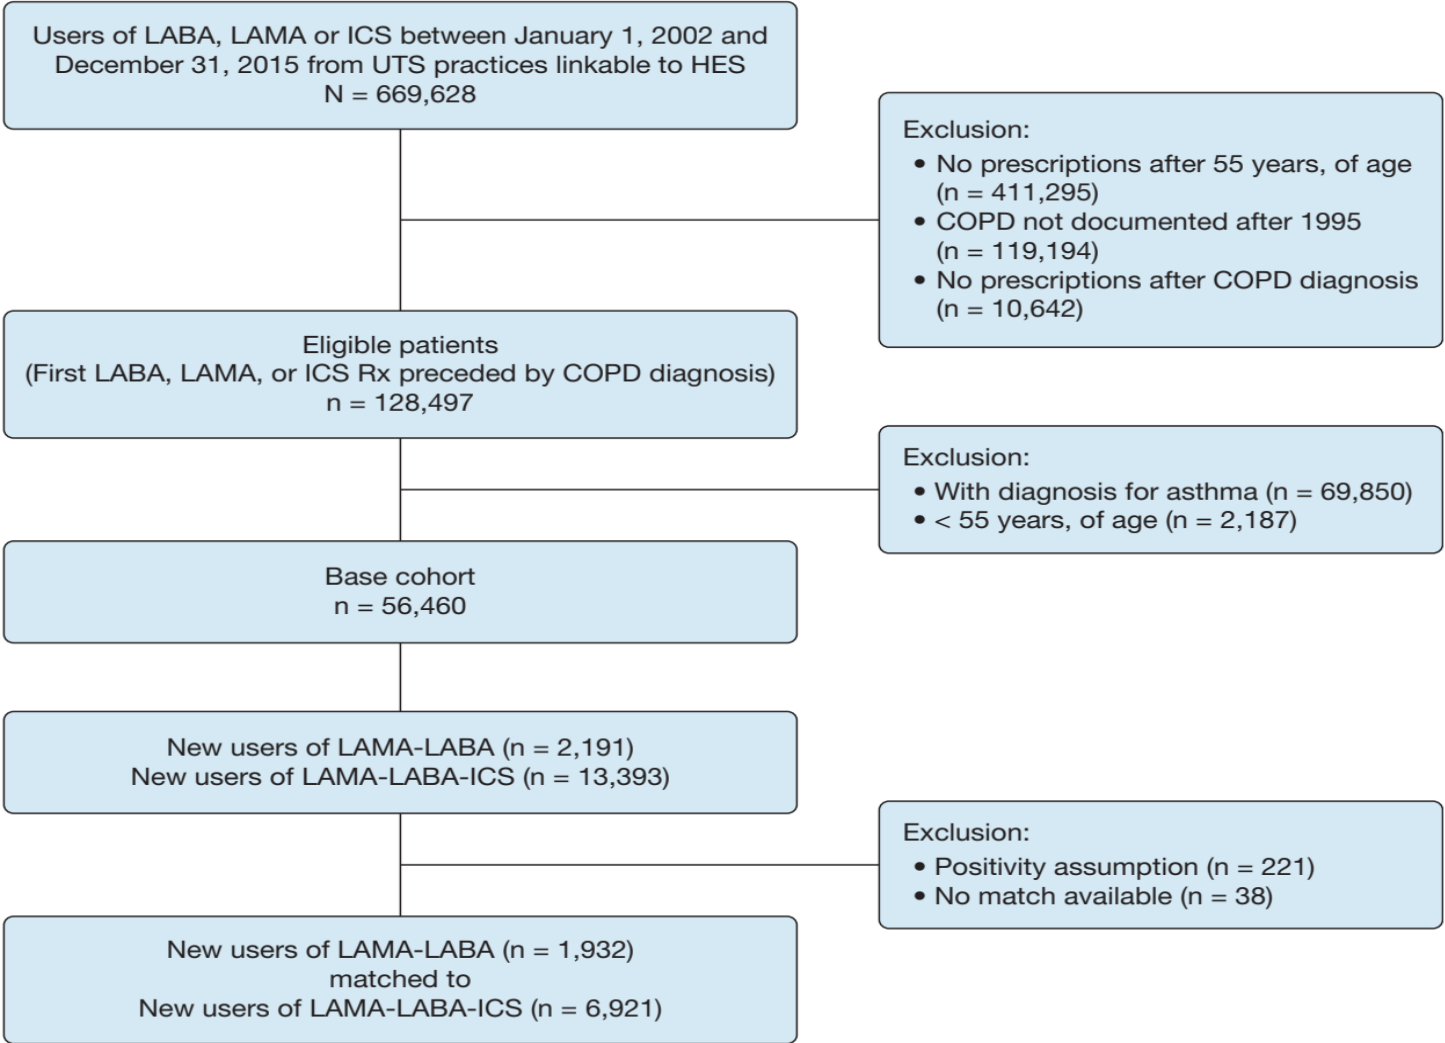 Users of LABA, LAMA or ICS between January 1, 2002 and
December 31, 2015 from UTS practices linkable to HES
N = 669,628
Exclusion:
• No prescriptions after 55 years, of age
(n = 411,295)
• COPD not documented after 1995
(n = 119,194)
• No prescriptions after COPD diagnosis
(n = 10,642)
Eligible patients
(First LABA, LAMA, or ICS Rx preceded by COPD diagnosis)
n = 128,497
Exclusion:
• With diagnosis for asthma (n = 69,850)
• < 55 years, of age (n = 2,187)
Base cohort
n = 56,460
New users of LAMA-LABA (n = 2,191)
New users of LAMA-LABA-ICS (n = 13,393)
Exclusion:
• Positivity assumption (n = 221)
• No match available (n = 38)
New users of LAMA-LABA (n = 1,932)
matched to
New users of LAMA-LABA-ICS (n = 6,921)